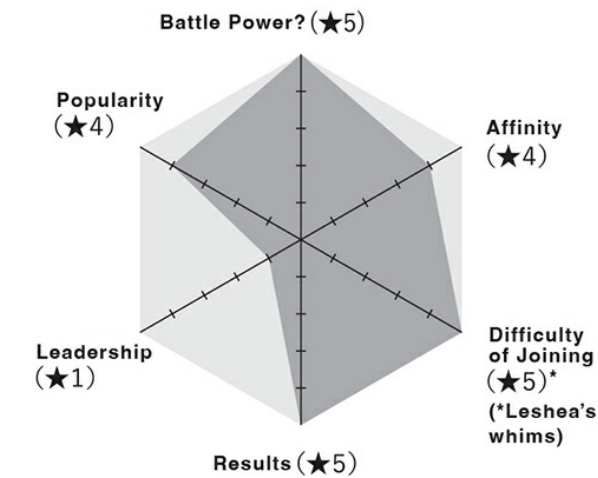 Battle Power? (★5)
Popularity
(★4)
Affinity
(★4)
Leadership
(★1)
Difficulty
of Joining
(★5)*
(*Leshea's
whims)
Results (★5)